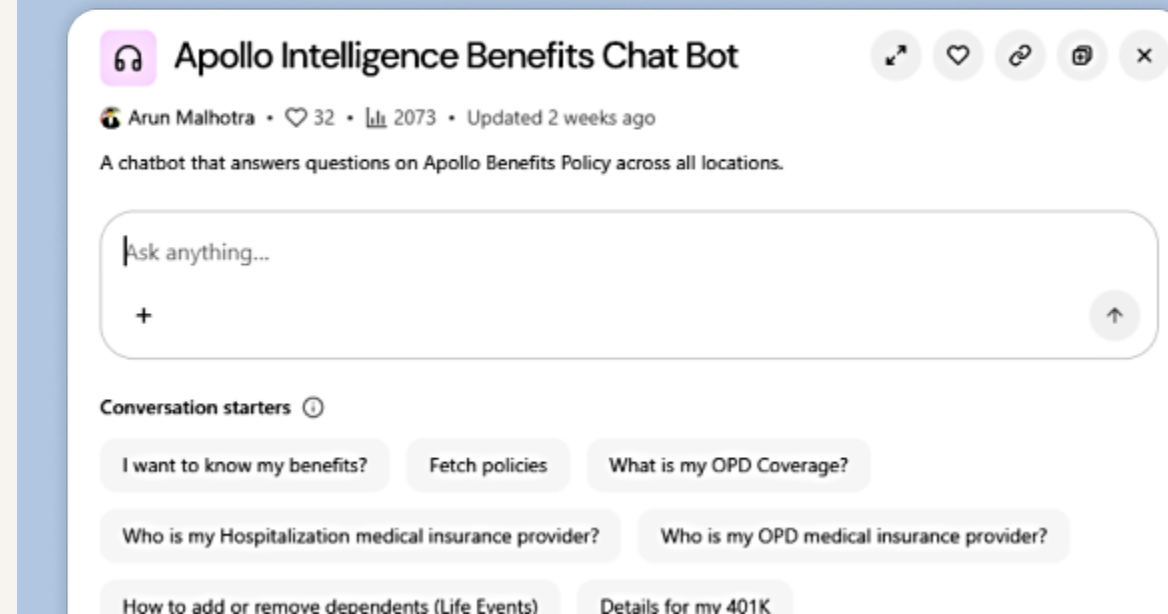 Apollo Intelligence Benefits Chat Bot
Arun Malhotra • 32 • 2073 • Updated 2 weeks ago
A chatbot that answers questions on Apollo Benefits Policy across all locations.
Ask anything...
Conversation starters
I want to know my benefits? Fetch policies What is my OPD Coverage?
Who is my Hospitalization medical insurance provider? Who is my OPD medical insurance provider?
How to add or remove dependents (Life Events) Details for my 401K